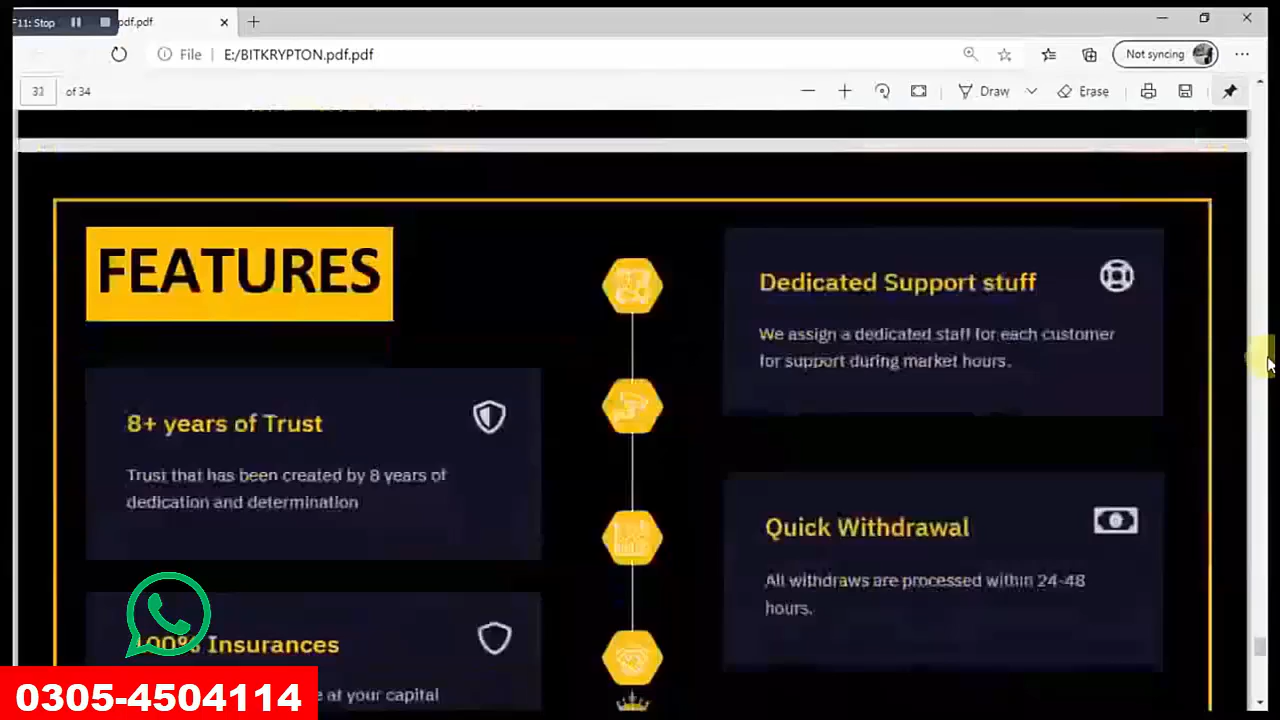 F11: Stop
pdf.pdf
File
E:/BITKRYPTON.pdf.pdf
Not syncing
33
of 34
Draw
Erase
FEATURES
Dedicated Support stuff
We assign a dedicated staff for each customer
for support during market hours.
8+ years of Trust
Trust that has been created by 8 years of
dedication and determination
Quick Withdrawal
All withdraws are processed within 24-48
hours.
100% Insurances
e at your capital
0305-4504114